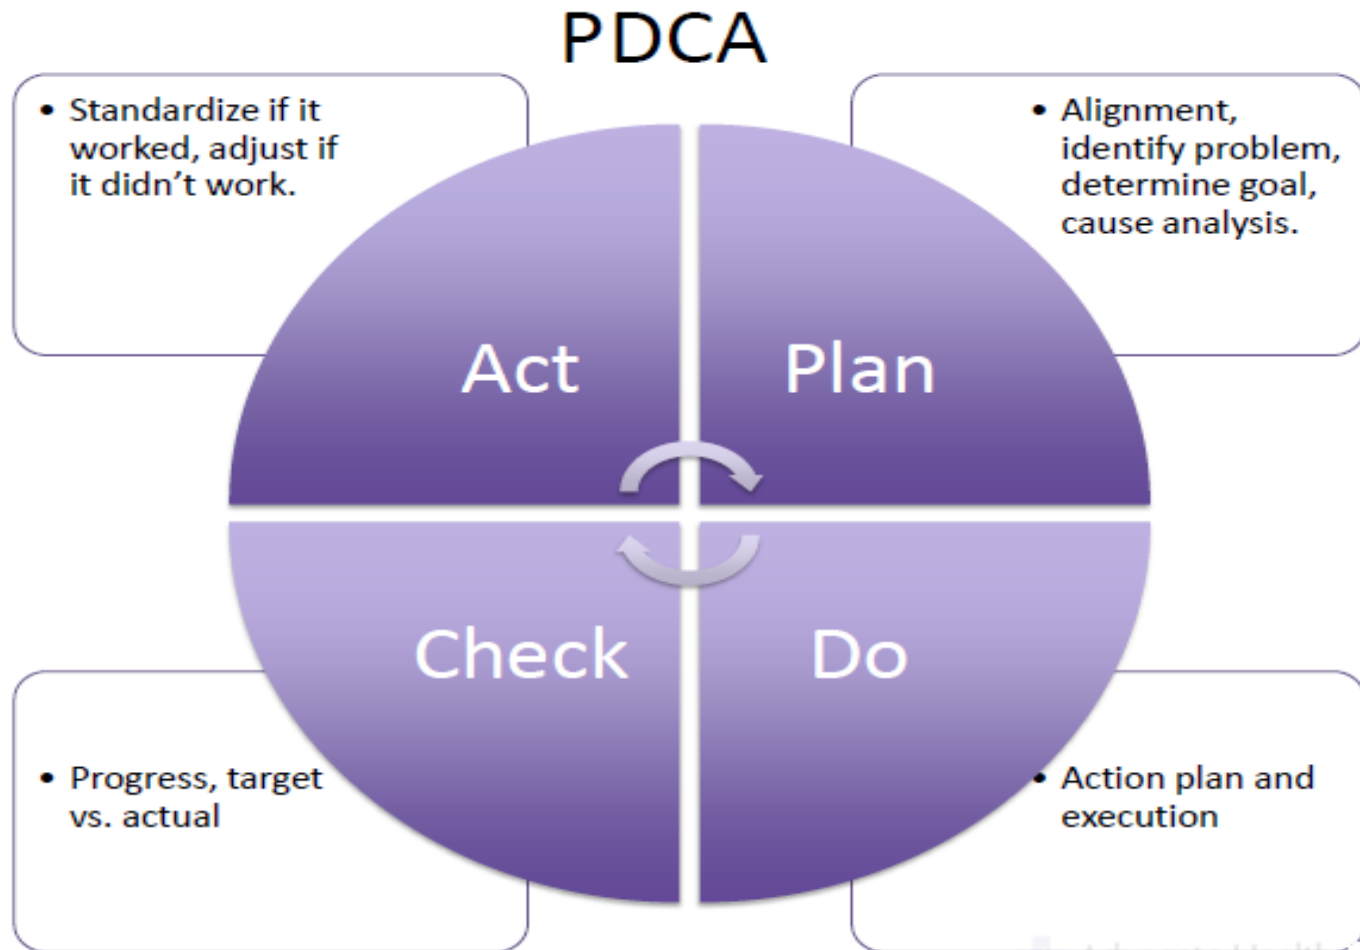 PDCA
• Standardize if it
worked, adjust if
it didn’t work.
• Alignment,
identify problem,
determine goal,
cause analysis.
Act
Plan
Check
Do
• Progress, target
vs. actual
• Action plan and
execution